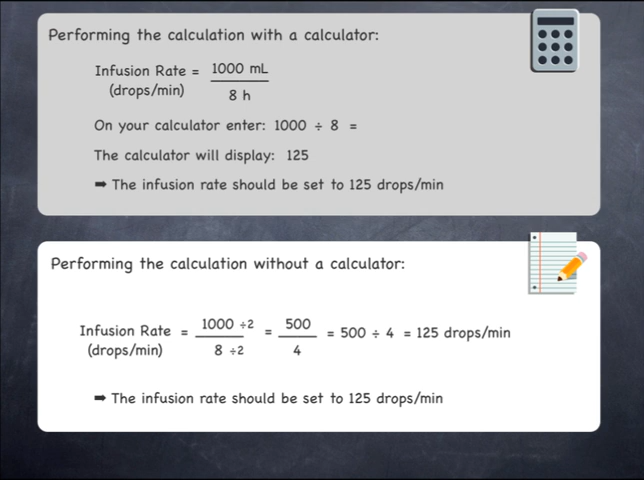 Performing the calculation with a calculator:
Infusion Rate = 1000 mL
(drops/min) 8 h
On your calculator enter: 1000 ÷ 8 =
The calculator will display: 125
➡ The infusion rate should be set to 125 drops/min
Performing the calculation without a calculator:
Infusion Rate = 1000 ÷2 = 500 = 500 ÷ 4 = 125 drops/min
(drops/min) 8 ÷2 4
➡ The infusion rate should be set to 125 drops/min